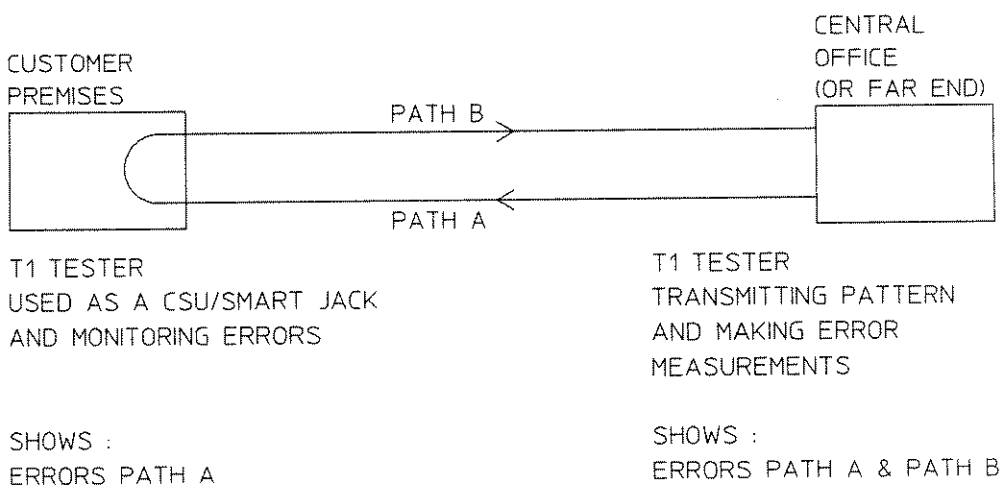 CUSTOMER
PREMISES
CENTRAL
OFFICE
(OR FAR END)
PATH B
PATH A
T1 TESTER
USED AS A CSU/SMART JACK
AND MONITORING ERRORS
T1 TESTER
TRANSMITTING PATTERN
AND MAKING ERROR
MEASUREMENTS
SHOWS :
ERRORS PATH A
SHOWS :
ERRORS PATH A & PATH B